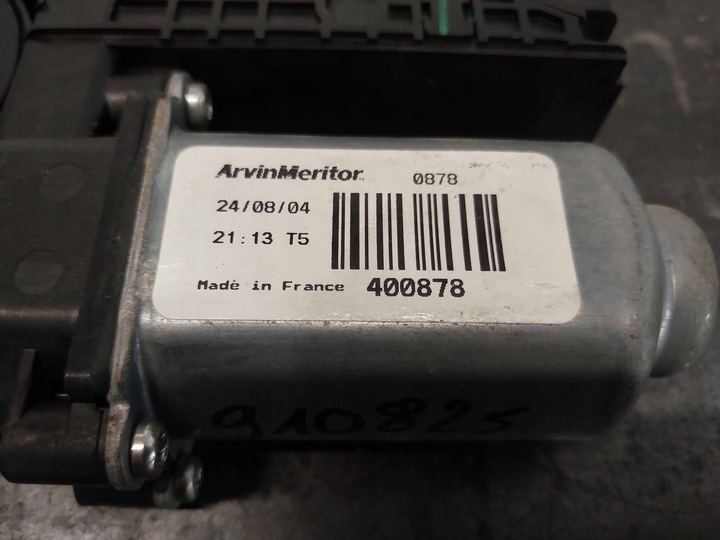 ArvinMeritor 0878
24/08/04
21:13 T5
Made in France 400878
910825